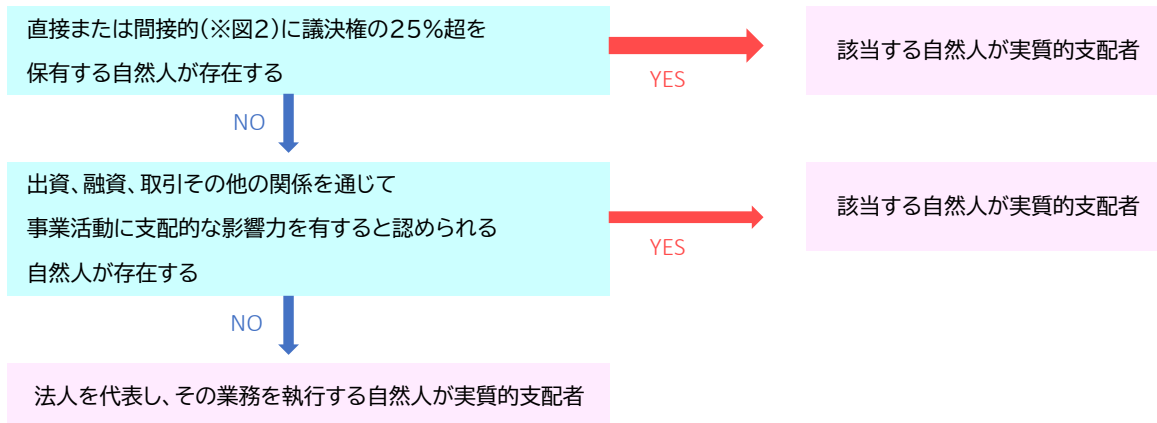 直接または間接的(※図2)に議決権の25%超を
保有する自然人が存在する
YES
該当する自然人が実質的支配者
NO
出資、融資、取引その他の関係を通じて
事業活動に支配的な影響力を有すると認められる
自然人が存在する
YES
該当する自然人が実質的支配者
NO
法人を代表し、その業務を執行する自然人が実質的支配者